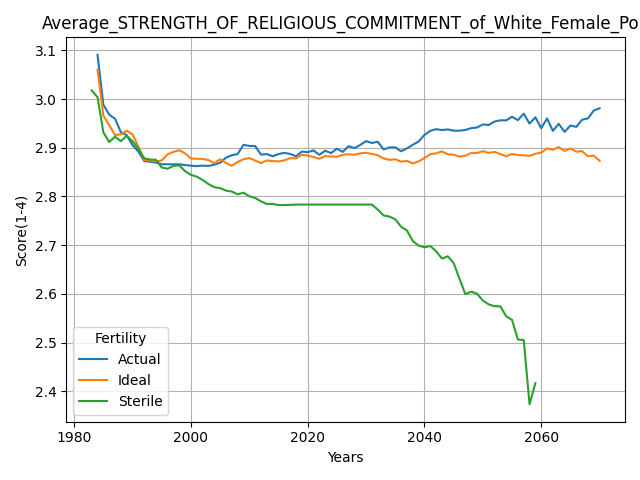 Average_STRENGTH_OF_RELIGIOUS_COMMITMENT_of_White_Female_Po
3.1
3.0
2.9
2.8
2.7
2.6
2.5
2.4
Score(1-4)
Fertility
Actual
Ideal
Sterile
1980 2000 2020 2040 2060
Years